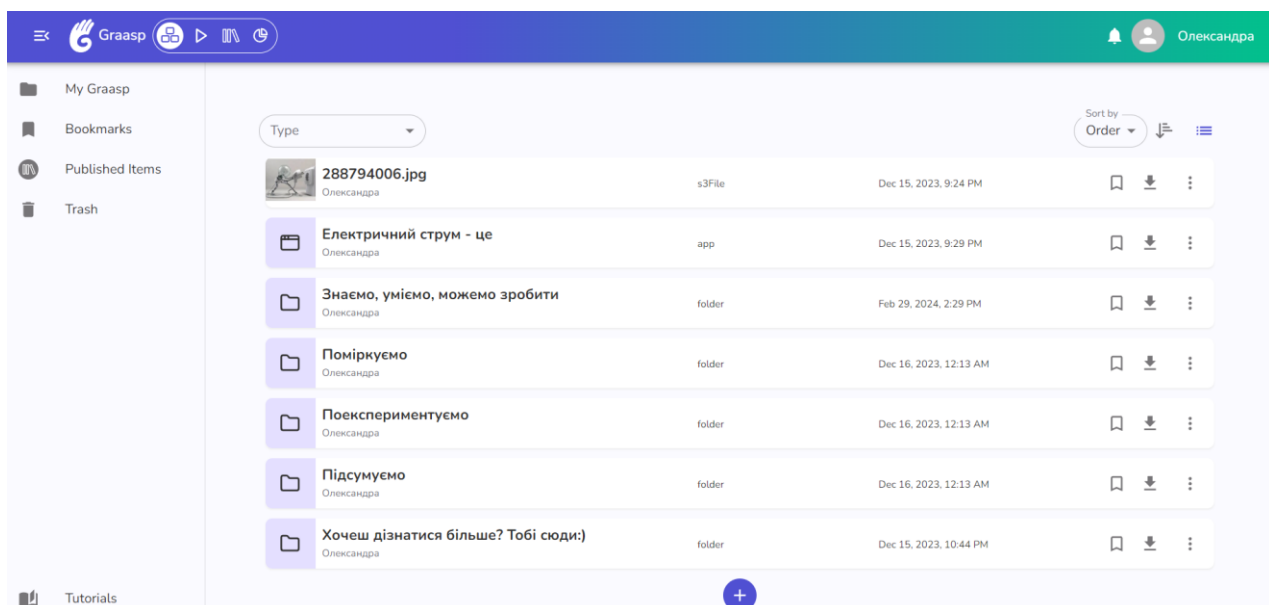 Graasp
Олександра
My Graasp
Bookmarks
Published Items
Trash
Tutorials
Type
Sort by
Order
288794006.jpg
Олександра
s3File
Dec 15, 2023, 9:24 PM
Електричний струм - це
Олександра
app
Dec 15, 2023, 9:29 PM
Знаємо, уміємо, можемо зробити
Олександра
folder
Feb 29, 2024, 2:29 PM
Поміркуємо
Олександра
folder
Dec 16, 2023, 12:13 AM
Поекспериментуємо
Олександра
folder
Dec 16, 2023, 12:13 AM
Підсумуємо
Олександра
folder
Dec 16, 2023, 12:13 AM
Хочеш дізнатися більше? Тобі сюди:)
Олександра
folder
Dec 15, 2023, 10:44 PM